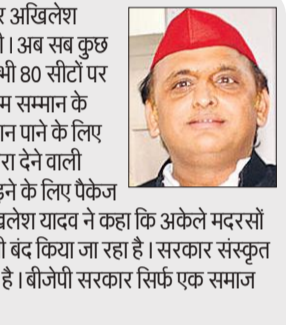 र अखिलेश
ी । अब सब कुछ
भी 80 सीटों पर
म सम्मान के
ान पाने के लिए
रा देने वाली
ड़ने के लिए पैकेज
खिलेश यादव ने कहा कि अकेले मदरसों
ी बंद किया जा रहा है । सरकार संस्कृत
है । बीजेपी सरकार सिर्फ एक समाज